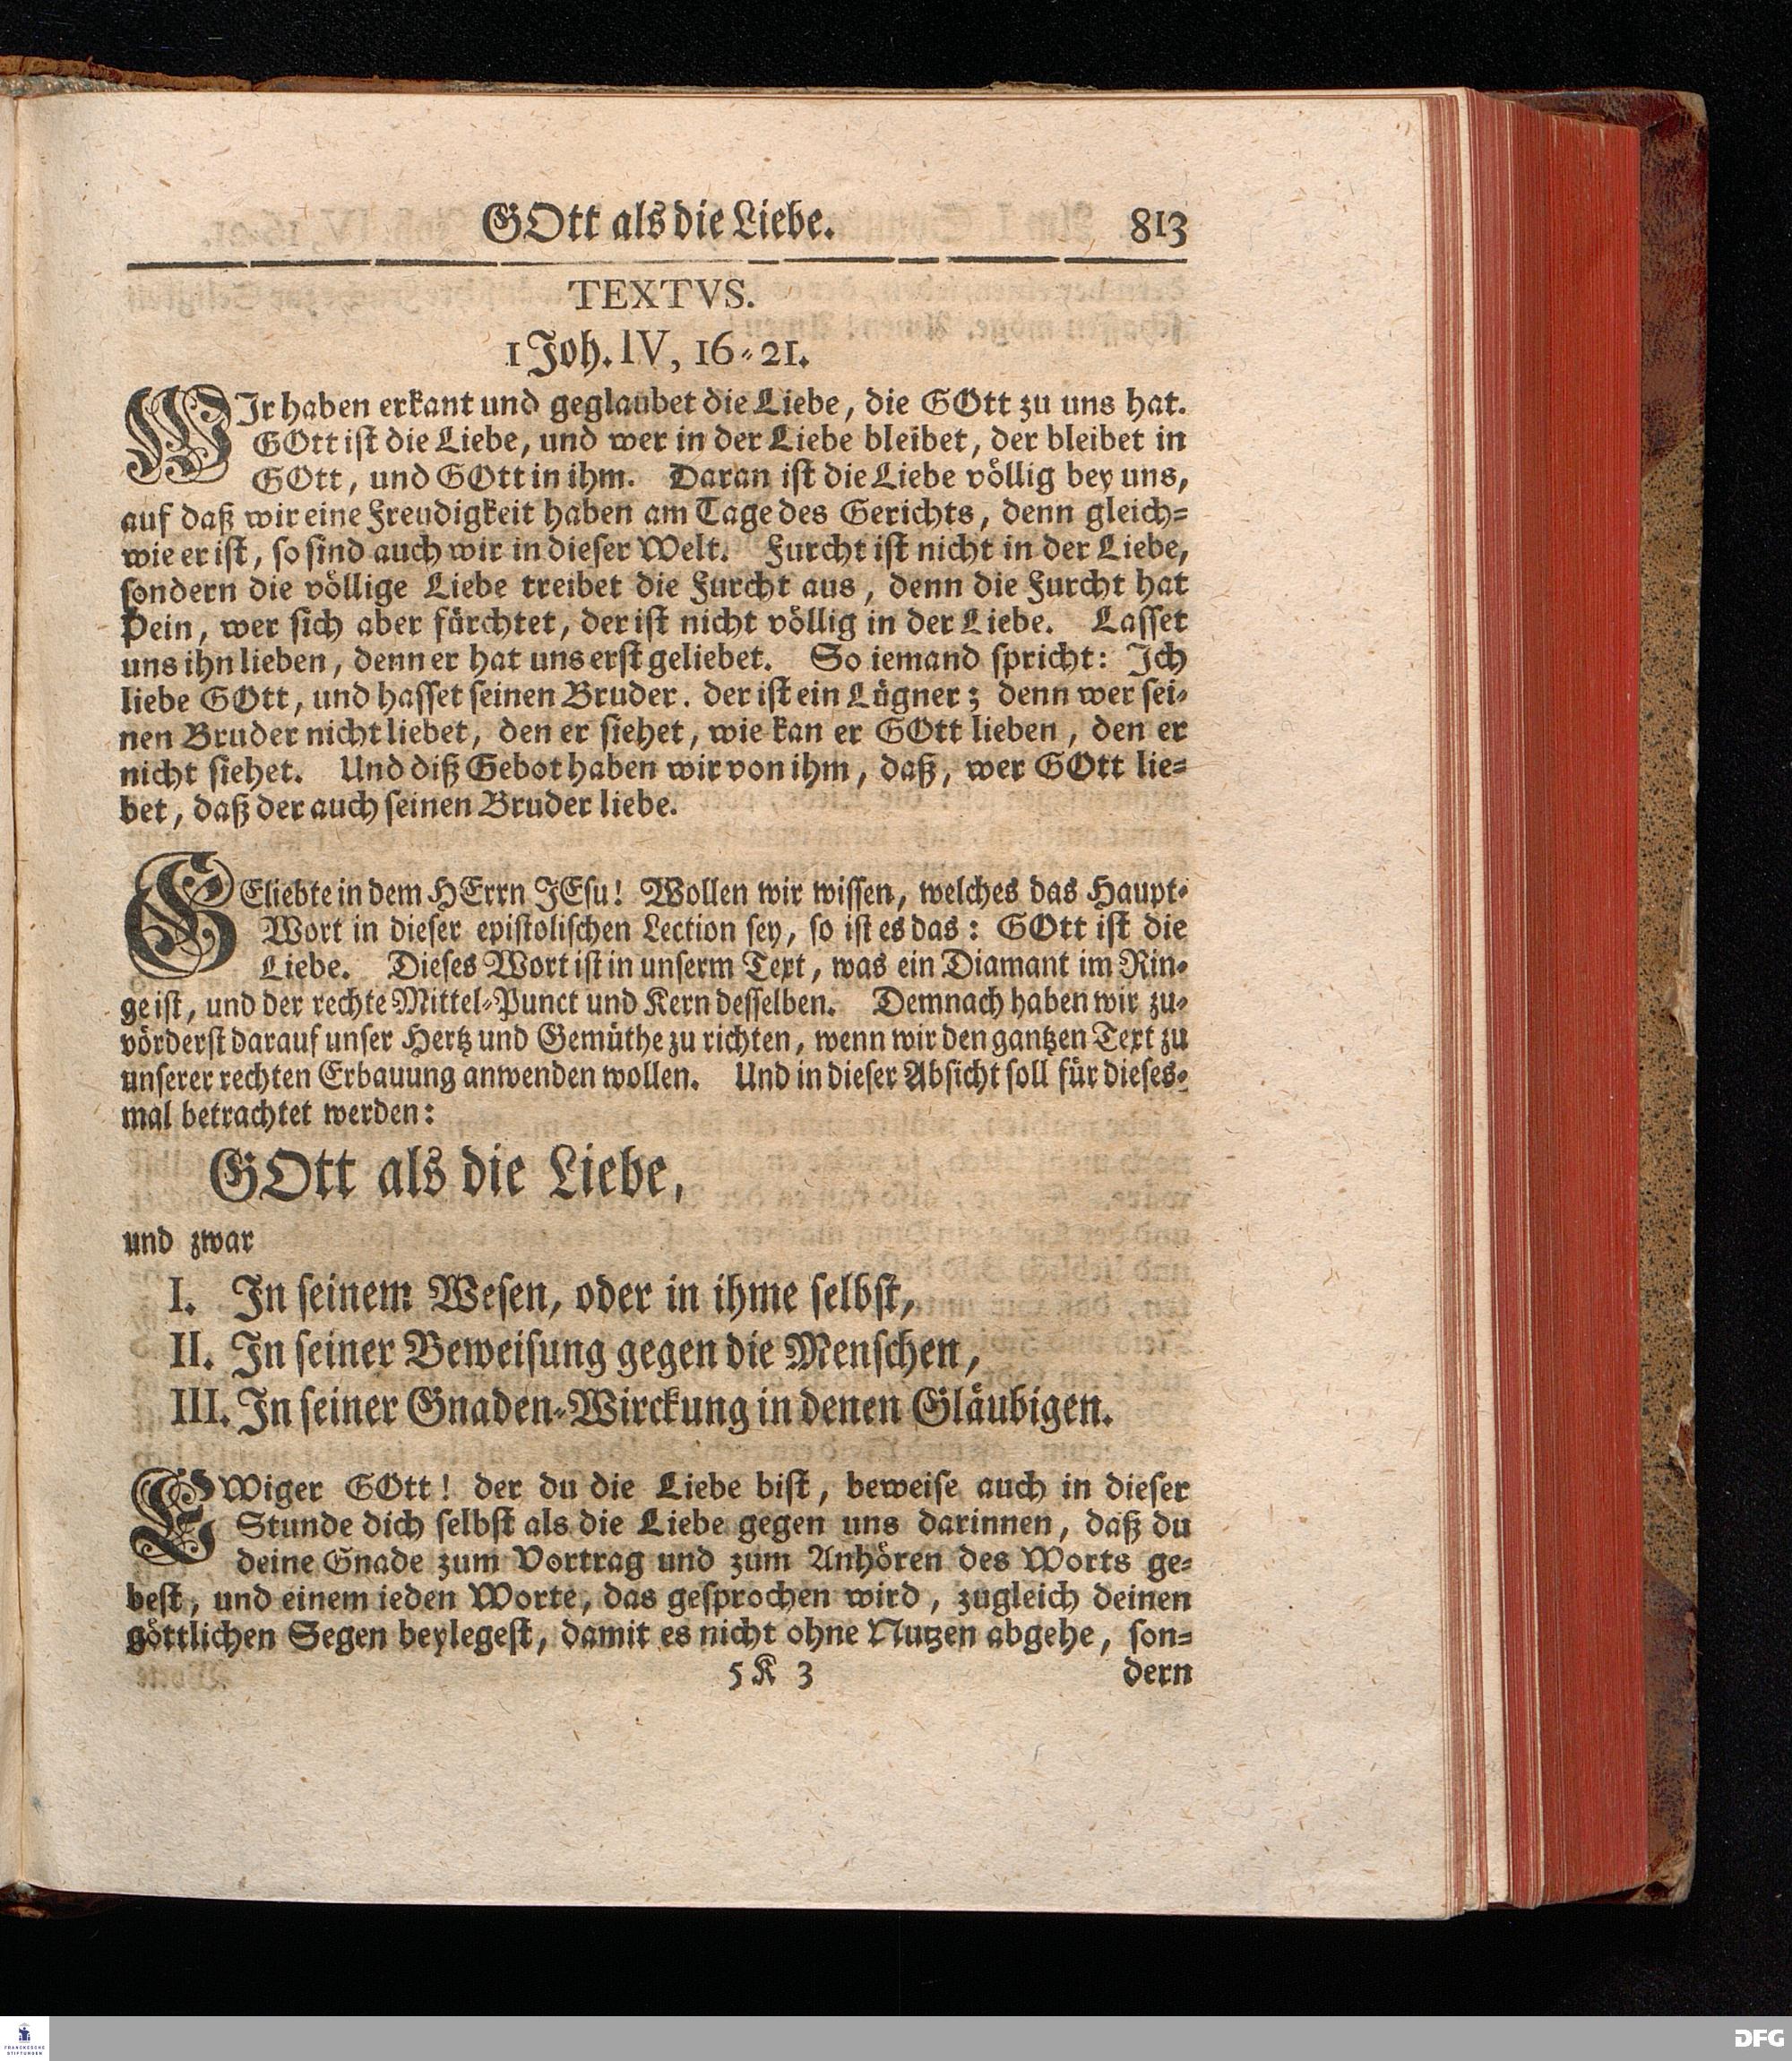 GOtt als die Liebe. 813
TEXTVS.
1 Joh. IV, 16-21.
WJr haben erkant und geglaubet die Liebe, die GOtt zu uns hat.
GOtt ist die Liebe, und wer in der Liebe bleibet, der bleibet in
GOtt, und GOtt in ihm. Daran ist die Liebe völlig bey uns,
auf daß wir eine Freudigkeit haben am Tage des Gerichts, denn gleich-
wie er ist, so sind auch wir in dieser Welt. Furcht ist nicht in der Liebe,
sondern die völlige Liebe treibet die Furcht aus, denn die Furcht hat
Pein, wer sich aber fürchtet, der ist nicht völlig in der Liebe. Lasset
uns ihn lieben, denn er hat uns erst geliebet. So iemand spricht: Jch
liebe GOtt, und hasset seinen Bruder. der ist ein Lügner; denn wer sei-
nen Bruder nicht liebet, den er siehet, wie kan er GOtt lieben, den er
nicht siehet. Und diß Gebot haben wir von ihm, daß, wer GOtt lie-
bet, daß der auch seinen Bruder liebe.
GEliebte in dem HErrn JEsu! Wollen wir wissen, welches das Haupt-
Wort in dieser epistolischen Lection sey, so ist es das: GOtt ist die
Liebe. Dieses Wort ist in unserm Text, was ein Diamant im Rin-
ge ist, und der rechte Mittel-Punct und Kern desselben. Demnach haben wir zu-
vörderst darauf unser Hertz und Gemüthe zu richten, wenn wir den gantzen Text zu
unserer rechten Erbauung anwenden wollen. Und in dieser Absicht soll für dieses-
mal betrachtet werden:
GOtt als die Liebe,
und zwar
I. Jn seinem Wesen, oder in ihme selbst,
II. Jn seiner Beweisung gegen die Menschen,
III. Jn seiner Gnaden-Wirckung in denen Gläubigen.
EWiger GOtt! der du die Liebe bist, beweise auch in dieser
Stunde dich selbst als die Liebe gegen uns darinnen, daß du
deine Gnade zum Vortrag und zum Anhören des Worts ge-
best, und einem ieden Worte, das gesprochen wird, zugleich deinen
göttlichen Segen beylegest, damit es nicht ohne Nutzen abgehe, son-
5 K 3 dern
FRANCKESCHE
STIFTUNGEN
DFG